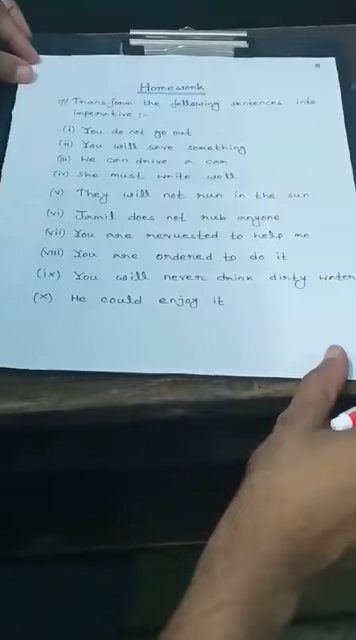 Homework
Transform the following sentences into
imperative :-
(i) You do not go out
(ii) You will save something
(iii) We can drive a car
(iv) She must write well
(v) They will not run in the sun
(vi) Jamil does not rub anyone
(vii) You are requested to help me
(viii) You are ordered to do it
(ix) You will never drink dirty water
(x) He could enjoy it